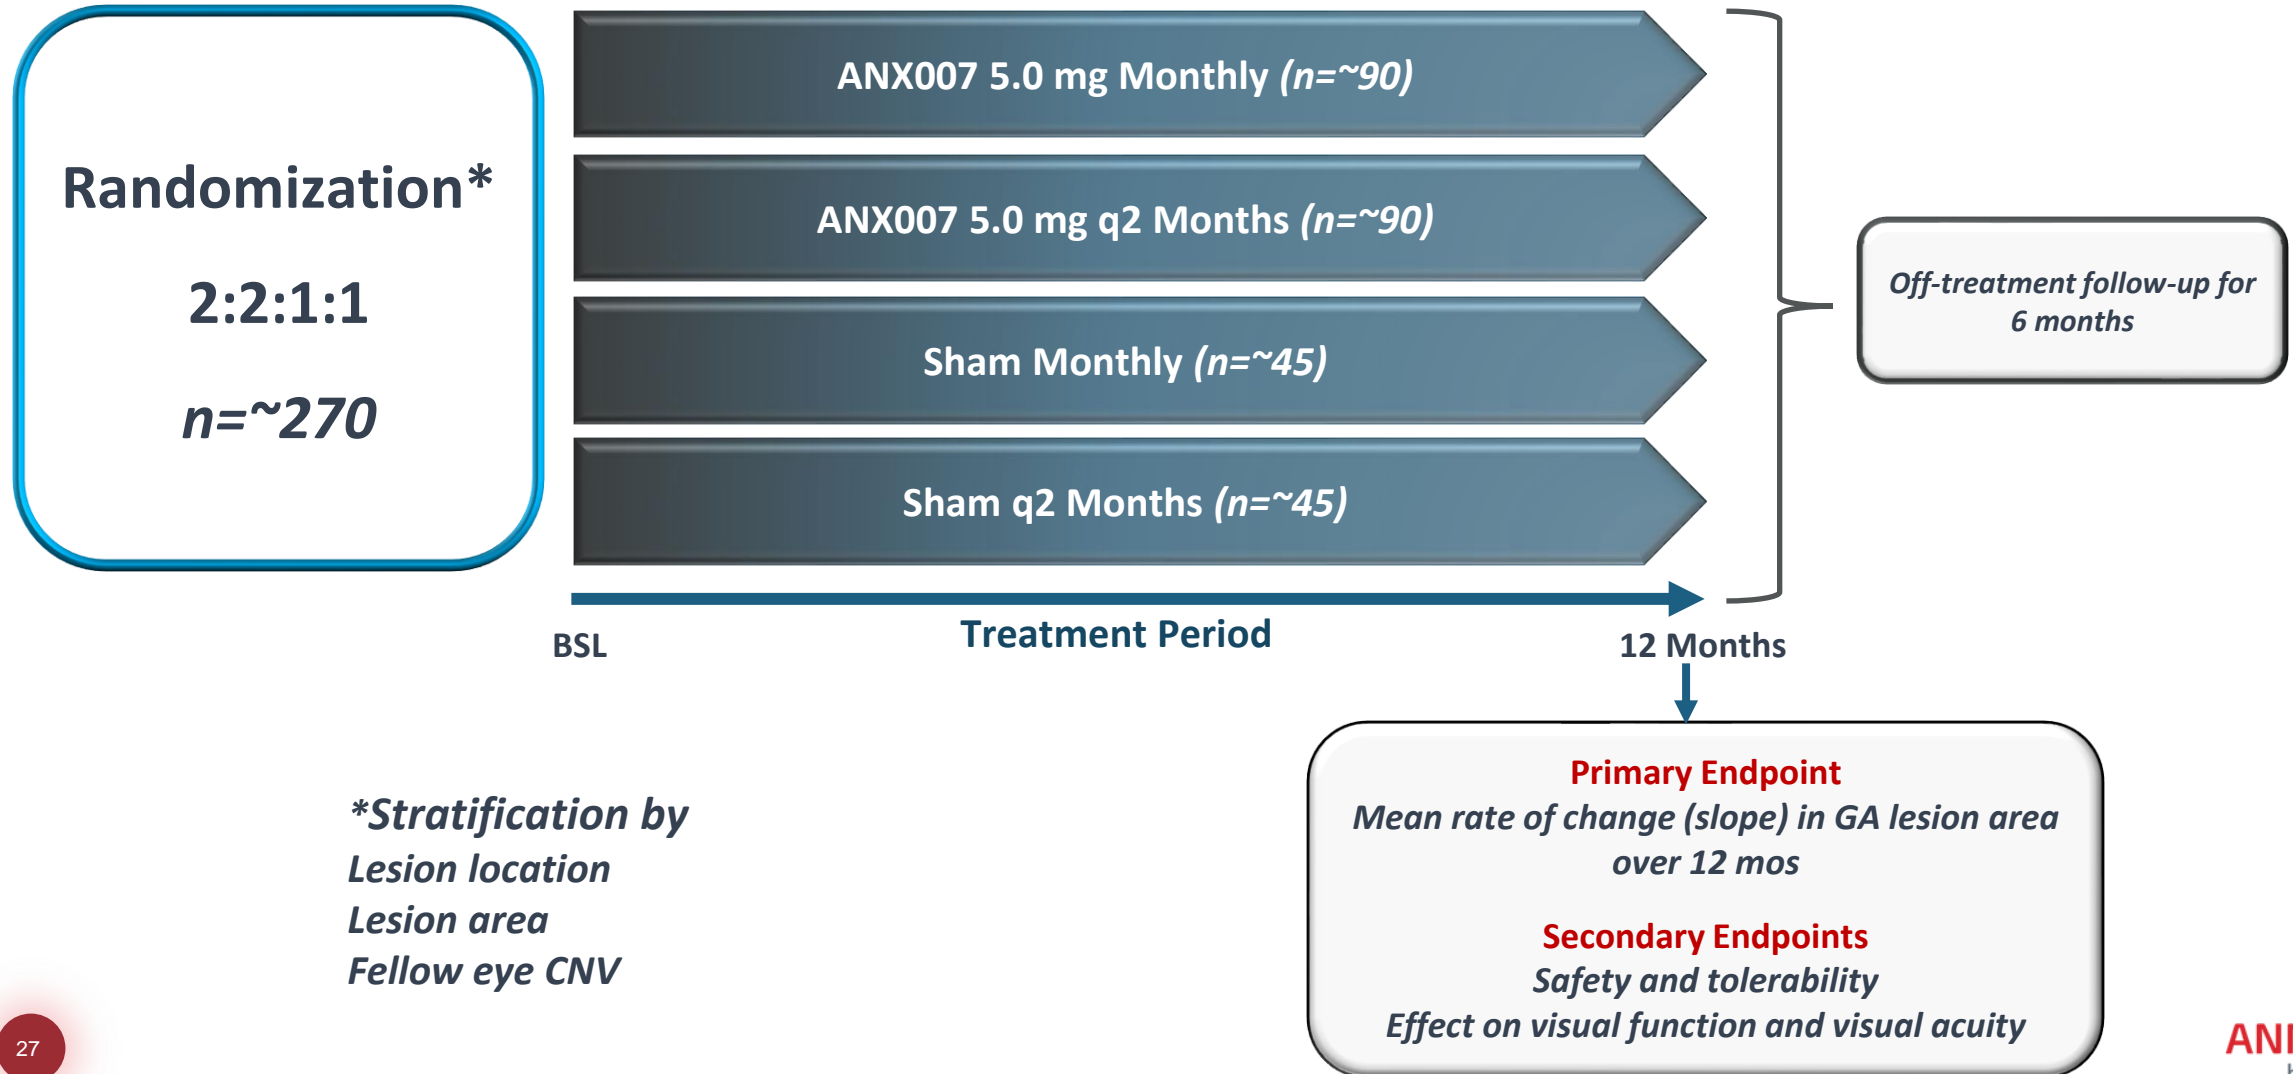 Randomization*
2:2:1:1
n=~270
ANX007 5.0 mg Monthly (n=~90)
ANX007 5.0 mg q2 Months (n=~90)
Sham Monthly (n=~45)
Sham q2 Months (n=~45)
Off-treatment follow-up for
6 months
BSL
Treatment Period
12 Months
*Stratification by
Lesion location
Lesion area
Fellow eye CNV
Primary Endpoint
Mean rate of change (slope) in GA lesion area
over 12 mos
Secondary Endpoints
Safety and tolerability
Effect on visual function and visual acuity
27